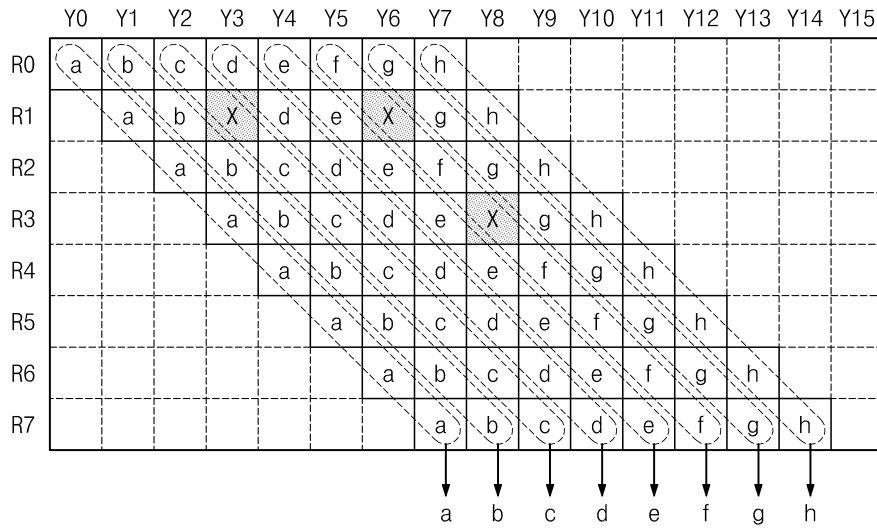 Y0 Y1 Y2 Y3 Y4 Y5 Y6 Y7 Y8 Y9 Y10 Y11 Y12 Y13 Y14 Y15
R0 a b c d e f g h
R1 a b X d e X g h
R2 a b c d e f g h
R3 a b c d e X g h
R4 a b c d e f g h
R5 a b c d e f g h
R6 a b c d e f g h
R7 a b c d e f g h
a b c d e f g h